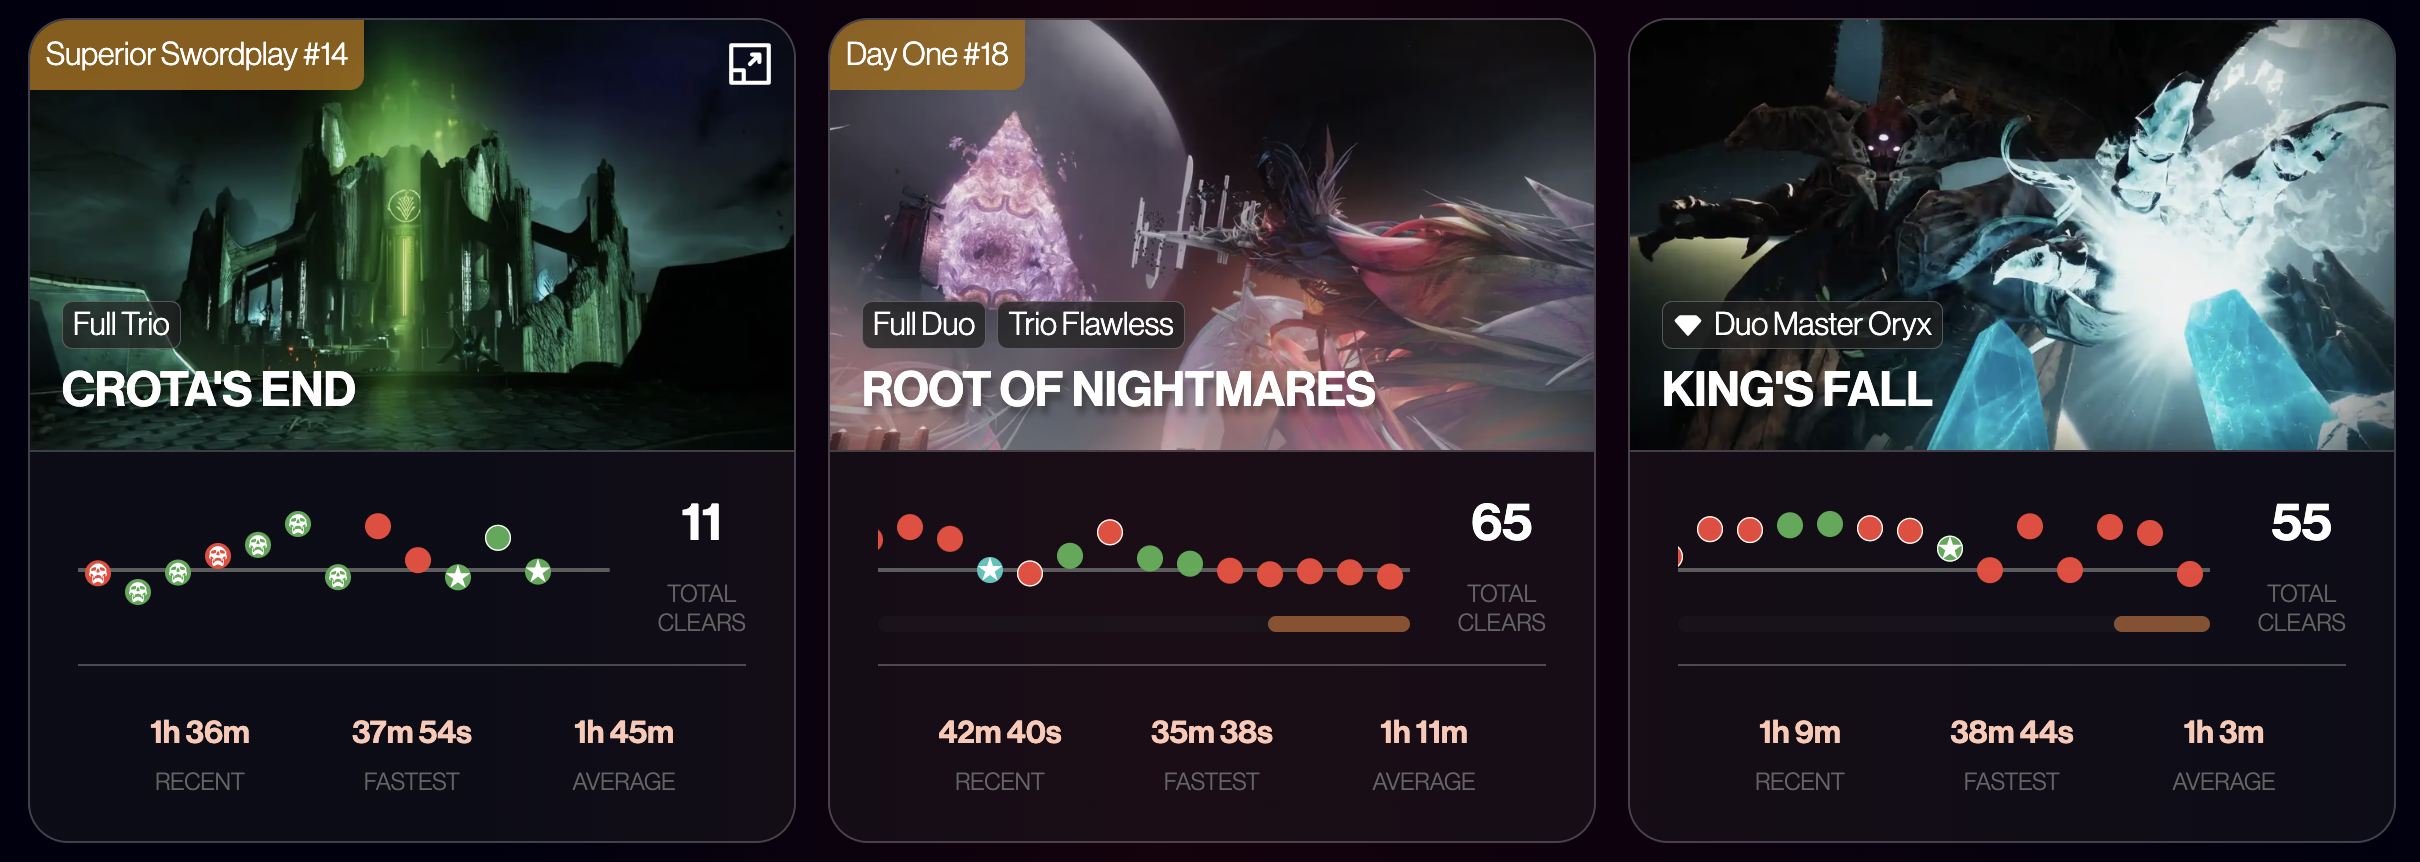 Superior Swordplay #14
Full Trio
CROTA'S END
11
TOTAL
CLEARS
1h 36m
37m 54s
1h 45m
RECENT
FASTEST
AVERAGE
Day One #18
Full Duo
Trio Flawless
ROOT OF NIGHTMARES
65
TOTAL
CLEARS
42m 40s
35m 38s
1h 11m
RECENT
FASTEST
AVERAGE
Duo Master Oryx
KING'S FALL
55
TOTAL
CLEARS
1h 9m
38m 44s
1h 3m
RECENT
FASTEST
AVERAGE